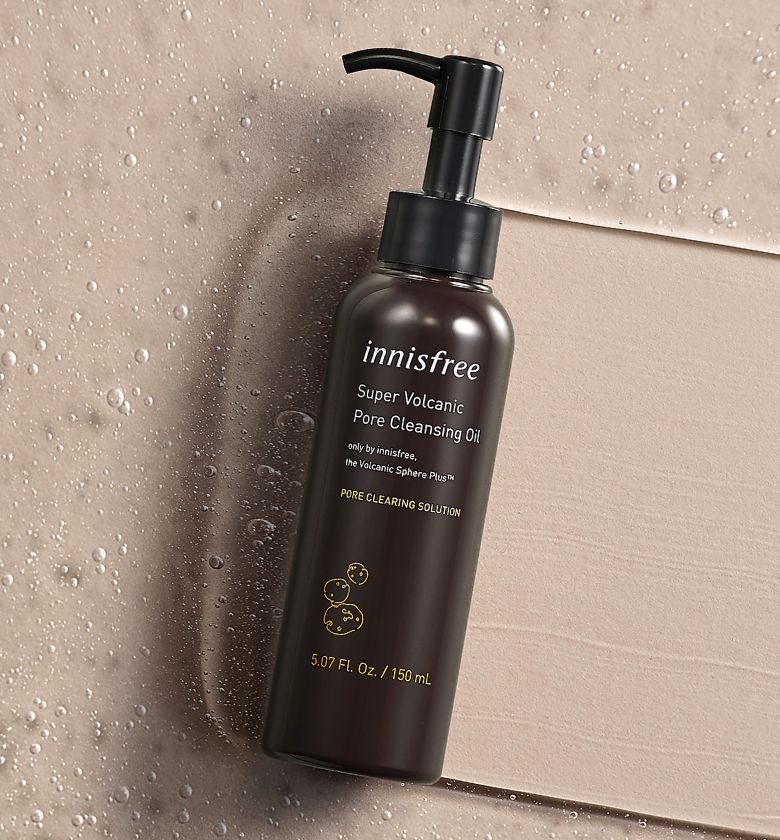 innisfree
Super Volcanic
Pore Cleansing Oil
only by innisfree,
the Volcanic Sphere Plus™
PORE CLEARING SOLUTION
5.07 Fl. Oz. / 150 mL